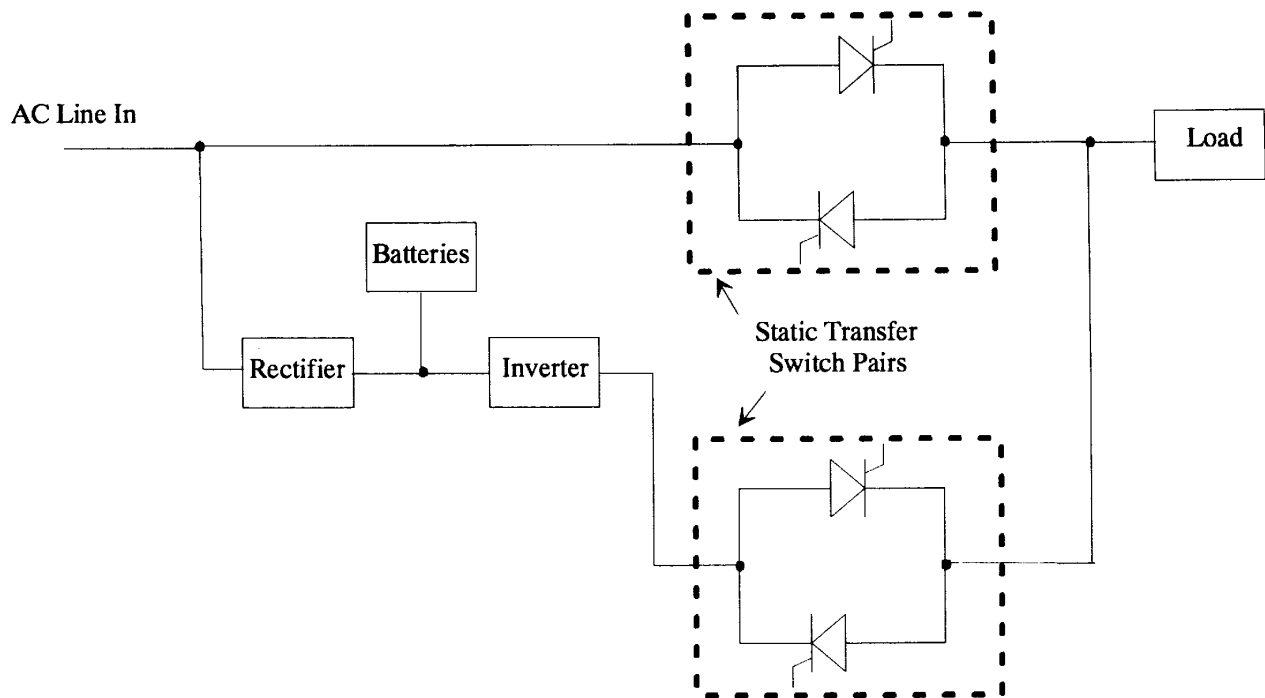 AC Line In
Load
Batteries
Static Transfer
Switch Pairs
Rectifier
Inverter